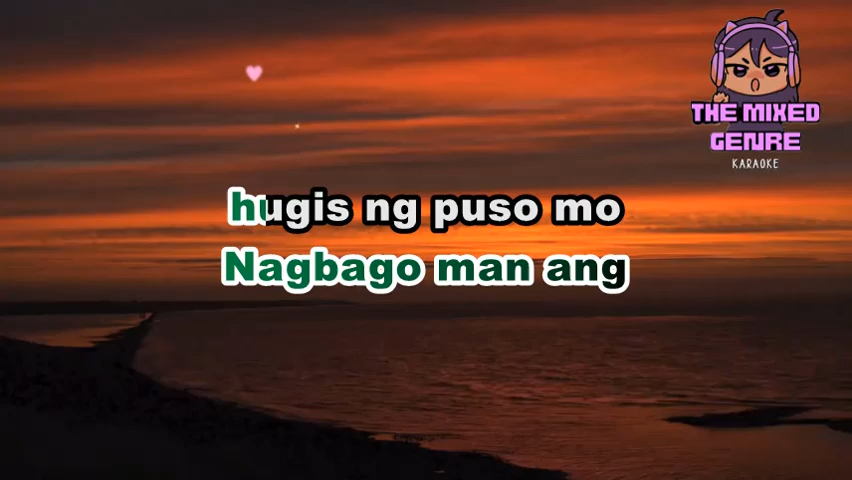 THE MIXED
GENRE
KARAOKE
hugis ng puso mo
Nagbago man ang